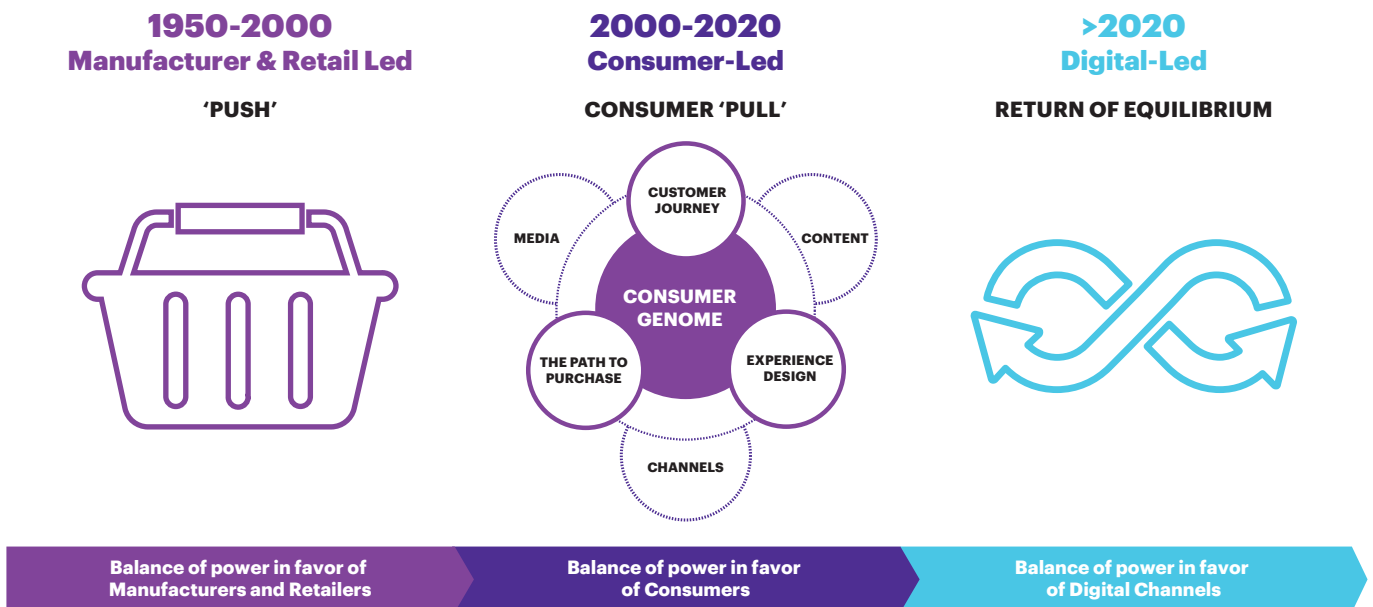 1950-2000
Manufacturer & Retail Led
‘PUSH’
2000-2020
Consumer-Led
CONSUMER ‘PULL’
CUSTOMER
JOURNEY
MEDIA
CONTENT
CONSUMER
GENOME
THE PATH TO
PURCHASE
EXPERIENCE
DESIGN
CHANNELS
>2020
Digital-Led
RETURN OF EQUILIBRIUM
Balance of power in favor of
Manufacturers and Retailers
Balance of power in favor
of Consumers
Balance of power in favor
of Digital Channels